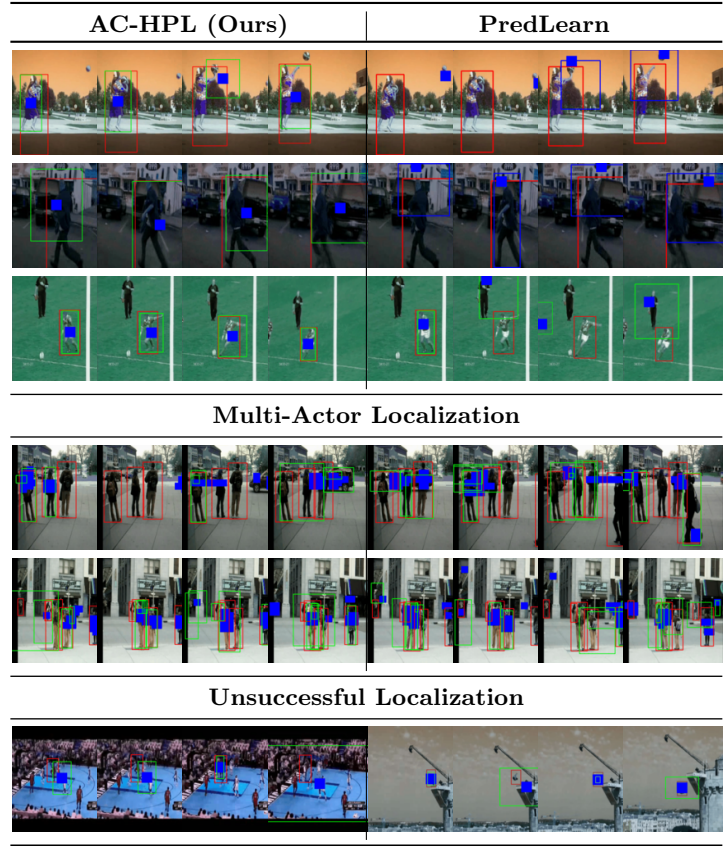 AC-HPL (Ours) PredLearn
Multi-Actor Localization
Unsuccessful Localization